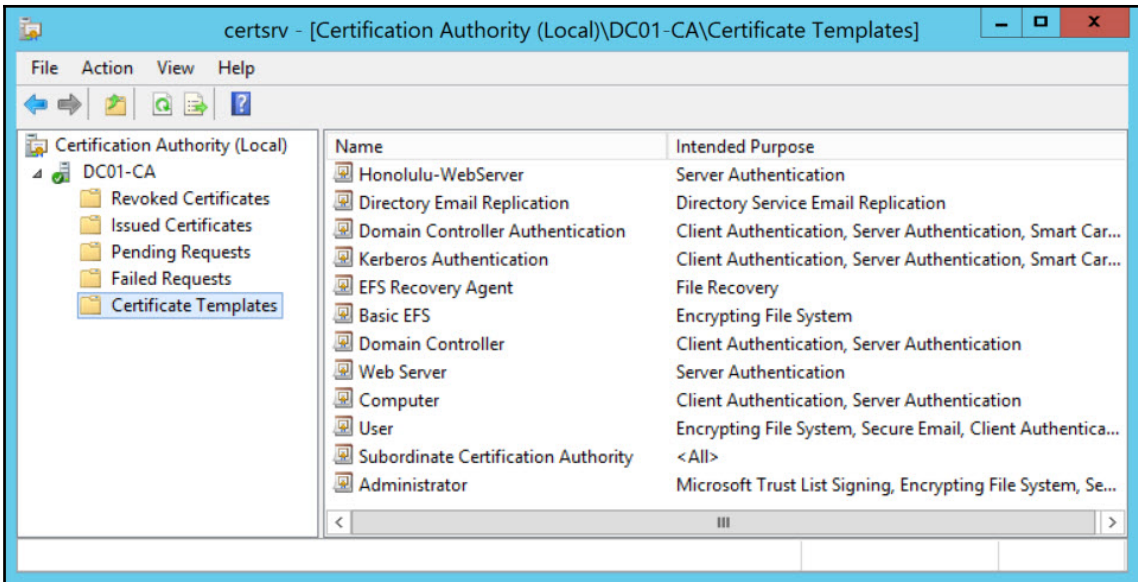 certsrv - [Certification Authority (Local)\DC01-CA\Certificate Templates]
File Action View Help
Certification Authority (Local)
DC01-CA
Revoked Certificates
Issued Certificates
Pending Requests
Failed Requests
Certificate Templates
Name Intended Purpose
Honolulu-WebServer Server Authentication
Directory Email Replication Directory Service Email Replication
Domain Controller Authentication Client Authentication, Server Authentication, Smart Car...
Kerberos Authentication Client Authentication, Server Authentication, Smart Car...
EFS Recovery Agent File Recovery
Basic EFS Encrypting File System
Domain Controller Client Authentication, Server Authentication
Web Server Server Authentication
Computer Client Authentication, Server Authentication
User Encrypting File System, Secure Email, Client Authentica...
Subordinate Certification Authority <All>
Administrator Microsoft Trust List Signing, Encrypting File System, Se...